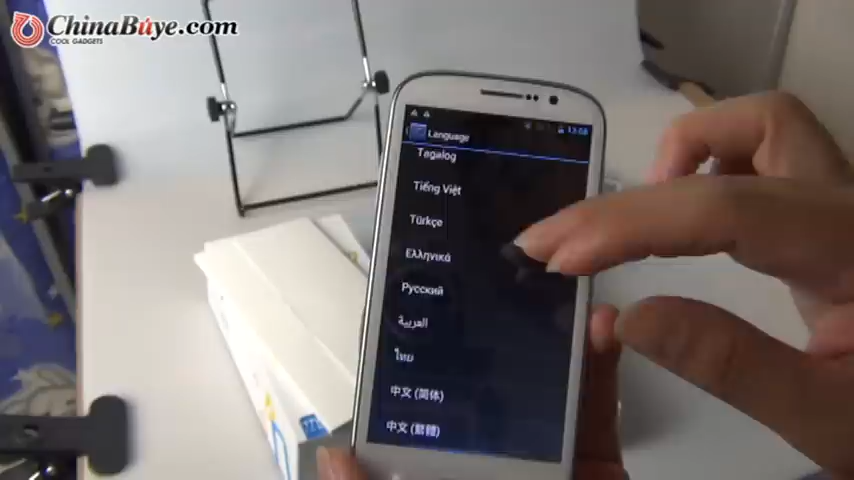 ChinaBuye.com
COOL GADGETS
13:08
Language
Tagalog
Tiếng Việt
Türkçe
Ελληνικά
Русский
العربية
ไทย
中文 (简体)
中文 (繁體)